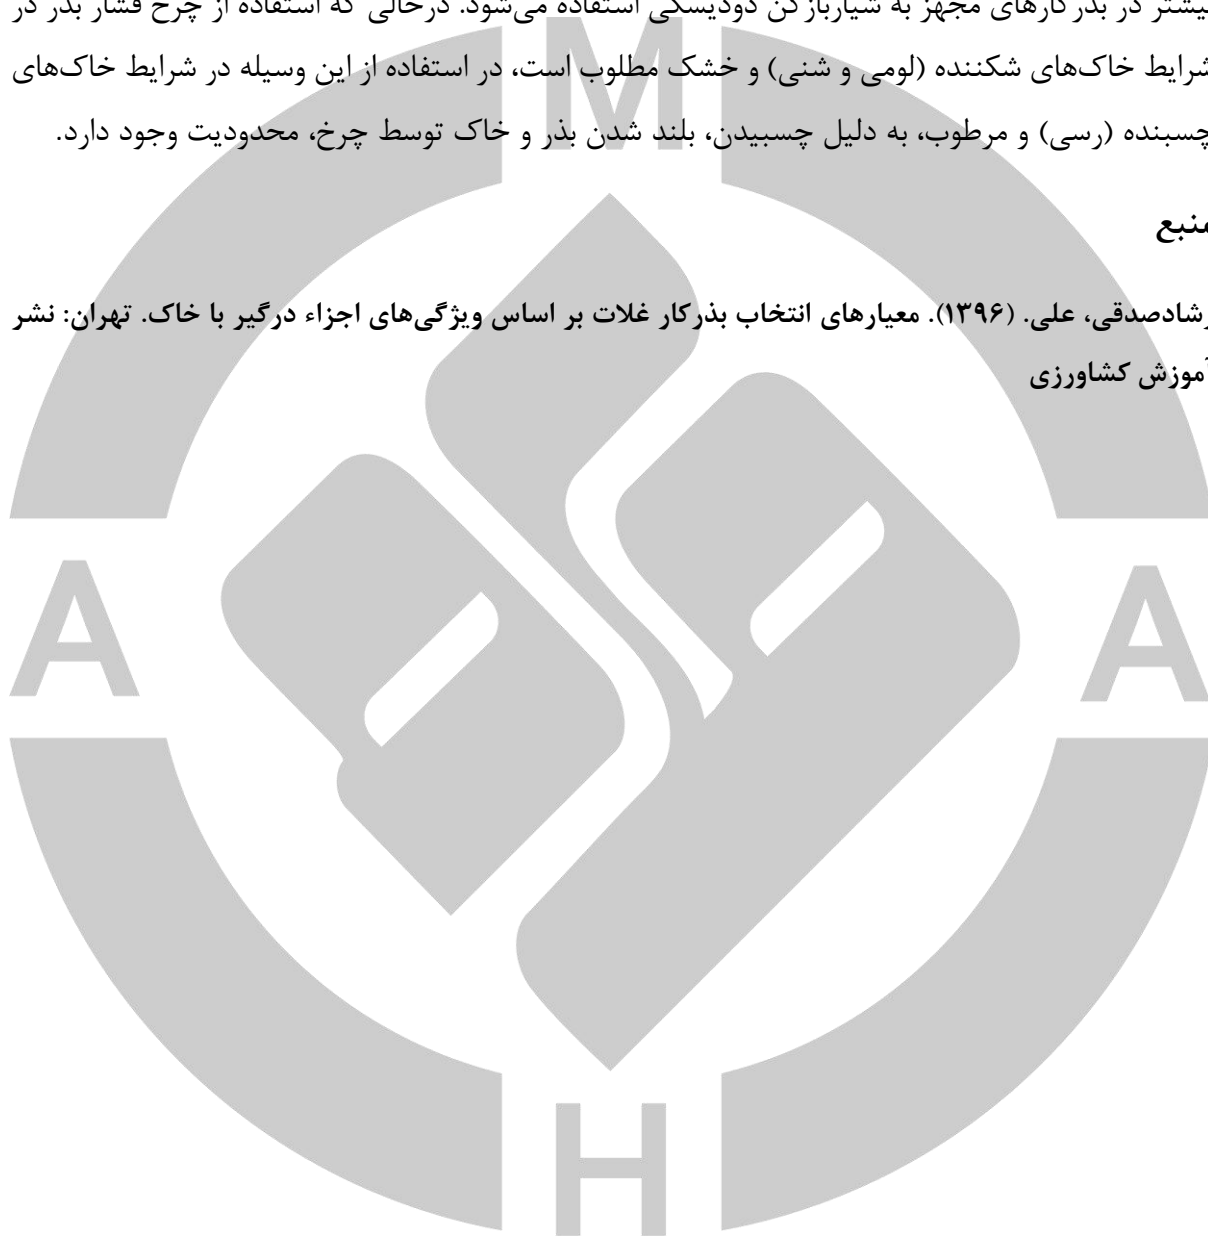 بیشتر در بذرکارهای مجهز به شیاربازکن دودیسکی استفاده می‌شود. درحالی که استفاده از چرخ فشار بذر در
شرایط خاک‌های شکننده (لومی و شنی) و خشک مطلوب است، در استفاده از این وسیله در شرایط خاک‌های
چسبنده (رسی) و مرطوب، به دلیل چسبیدن، بلند شدن بذر و خاک توسط چرخ، محدودیت وجود دارد.
منبع
رشادصدقی، علی. (۱۳۹۶). معیارهای انتخاب بذرکار غلات بر اساس ویژگی‌های اجزاء درگیر با خاک. تهران: نشر
آموزش کشاورزی
M
A
A
H